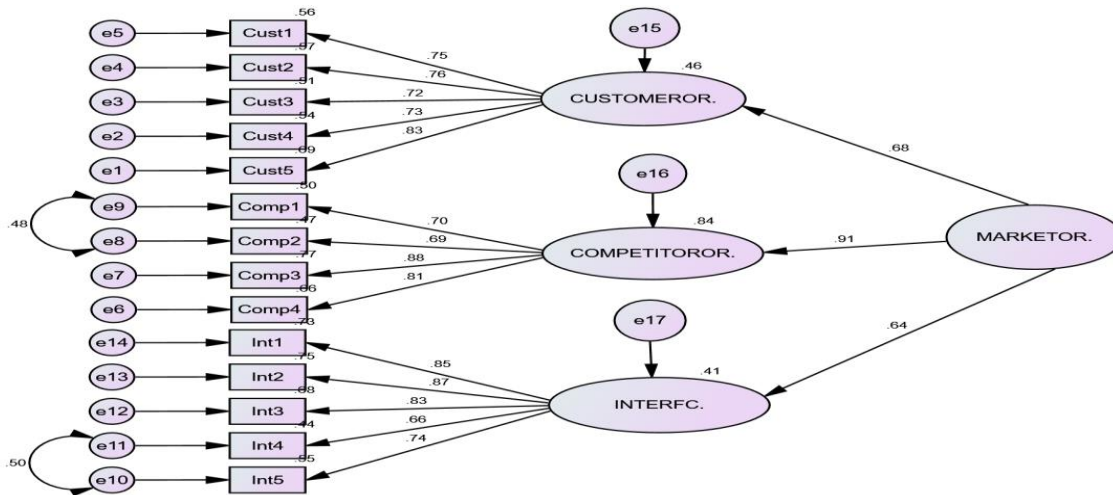 .56
e5
Cust1
e15
.57
.75
.46
e4
Cust2
.76
.51
CUSTOMEROR.
e3
Cust3
.72
.54
.73
e2
Cust4
.83
.69
e1
Cust5
.68
.50
e16
e9
Comp1
.70
.84
.48
.47
e8
Comp2
.69
.91
MARKETOR.
.77
COMPETITOROR.
e7
Comp3
.88
.66
.81
e6
Comp4
.73
e17
.64
e14
Int1
.75
.85
e13
Int2
.87
.41
.68
e12
Int3
.83
INTERFC.
.44
.66
e11
Int4
.74
.50
.55
e10
Int5